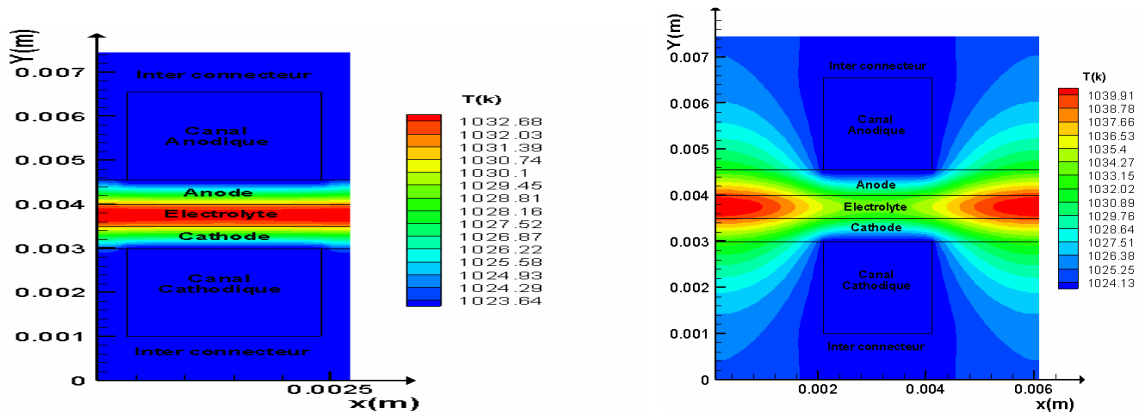 Y(m)
0.007
0.006
0.005
0.004
0.003
0.002
0.001
0
0.0025
x(m)
Inter connecteur
Canal
Anodique
Anode
Electrolyte
Cathode
Canal
Cathodique
Inter connecteur
T(k)
1032.68
1032.03
1031.39
1030.74
1030.1
1029.45
1028.81
1028.16
1027.52
1026.87
1026.22
1025.58
1024.93
1024.29
1023.64
Y(m)
0.007
0.006
0.005
0.004
0.003
0.002
0.001
0
0.002
0.004
0.006
x(m)
Inter connecteur
Canal
Anodique
Anode
Electrolyte
Cathode
Canal
Cathodique
Inter connecteur
T(k)
1039.91
1038.78
1037.66
1036.53
1035.4
1034.27
1033.15
1032.02
1030.89
1029.76
1028.64
1027.51
1026.38
1025.25
1024.13